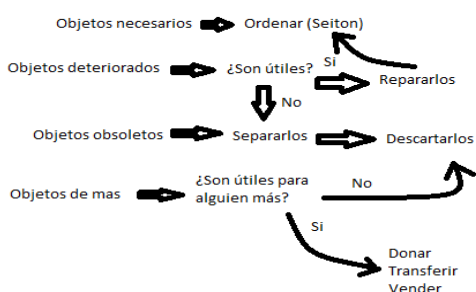 Objetos necesarios
Ordenar (Seiton)
Objetos deteriorados
¿Son útiles?
Si
Repararlos
No
Objetos obsoletos
Separarlos
Descartarlos
Objetos de mas
¿Son útiles para
alguien más?
No
Si
Donar
Transferir
Vender